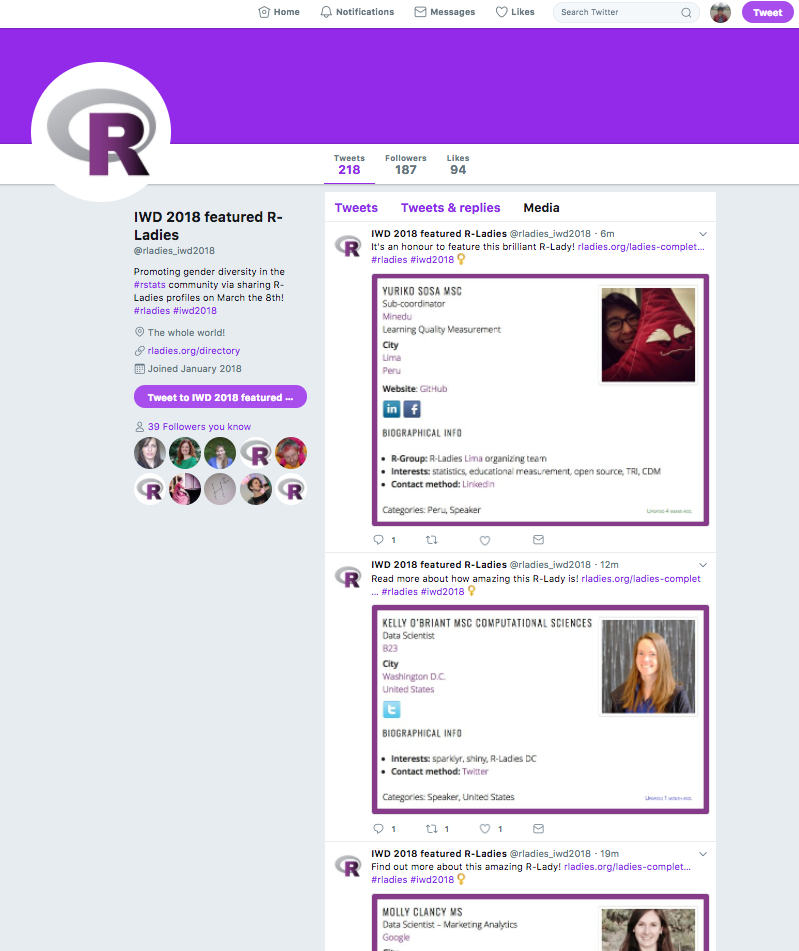 Home Notifications Messages Likes Search Twitter Tweet
R
Tweets Followers Likes
218 187 94
IWD 2018 featured R-
Ladies
@rladies_iwd2018
Promoting gender diversity in the
#rstats community via sharing R-
Ladies profiles on March the 8th!
#rladies #iwd2018
The whole world!
rladies.org/directory
Joined January 2018
Tweet to IWD 2018 featured ...
39 Followers you know
Tweets Tweets & replies Media
IWD 2018 featured R-Ladies @rladies_iwd2018 · 6m
It's an honour to feature this brilliant R-Lady! rladies.org/ladies-complet...
#rladies #iwd2018
YURIKO SOSA MSC
Sub-coordinator
Minedu
Learning Quality Measurement
City
Lima
Peru
Website: GitHub
in f
BIOGRAPHICAL INFO
• R-Group: R-Ladies Lima organizing team
• Interests: statistics, educational measurement, open source, TRI, CDM
• Contact method: LinkedIn
Categories: Peru, Speaker
1
IWD 2018 featured R-Ladies @rladies_iwd2018 · 12m
Read more about how amazing this R-Lady is! rladies.org/ladies-complet
... #rladies #iwd2018
KELLY O'BRIANT MSC COMPUTATIONAL SCIENCES
Data Scientist
B23
City
Washington D.C.
United States
BIOGRAPHICAL INFO
• Interests: sparklyr, shiny, R-Ladies DC
• Contact method: Twitter
Categories: Speaker, United States
1 1 1
IWD 2018 featured R-Ladies @rladies_iwd2018 · 19m
Find out more about this amazing R-Lady! rladies.org/ladies-complet...
#rladies #iwd2018
MOLLY CLANCY MS
Data Scientist – Marketing Analytics
Google